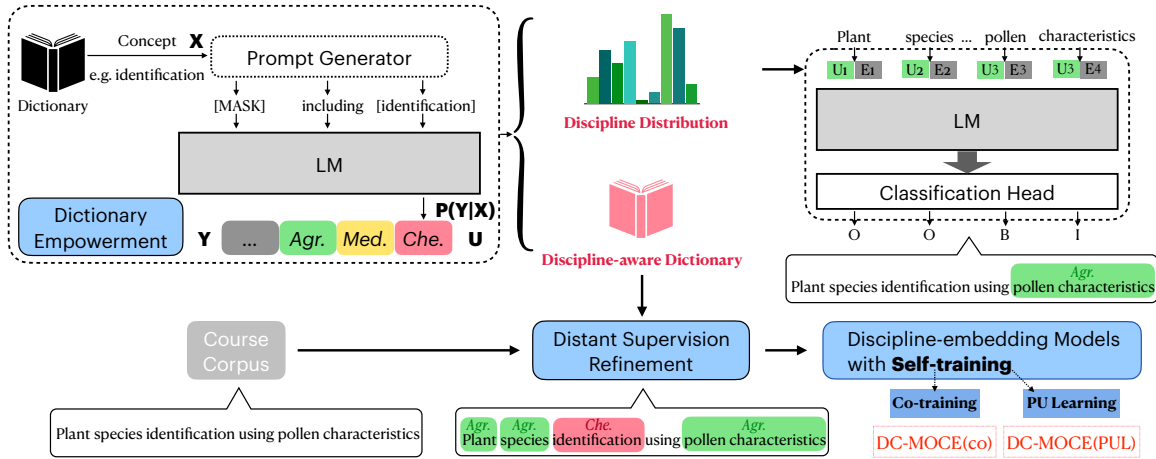 Dictionary
Concept X
e.g. identification
Prompt Generator
[MASK] including [identification]
LM
P(Y|X)
Dictionary
Empowerment
Y ... Agr. Med. Che. U
Discipline Distribution
Discipline-aware Dictionary
Plant species ... pollen characteristics
U1 E1 U2 E2 U3 E3 U3 E4
LM
Classification Head
O O B I
Agr.
Plant species identification using pollen characteristics
Course
Corpus
Distant Supervision
Refinement
Discipline-embedding Models
with Self-training
Co-training PU Learning
DC-MOCE(co) DC-MOCE(PUL)
Plant species identification using pollen characteristics
Agr. Agr. Che. Agr.
Plant species identification using pollen characteristics